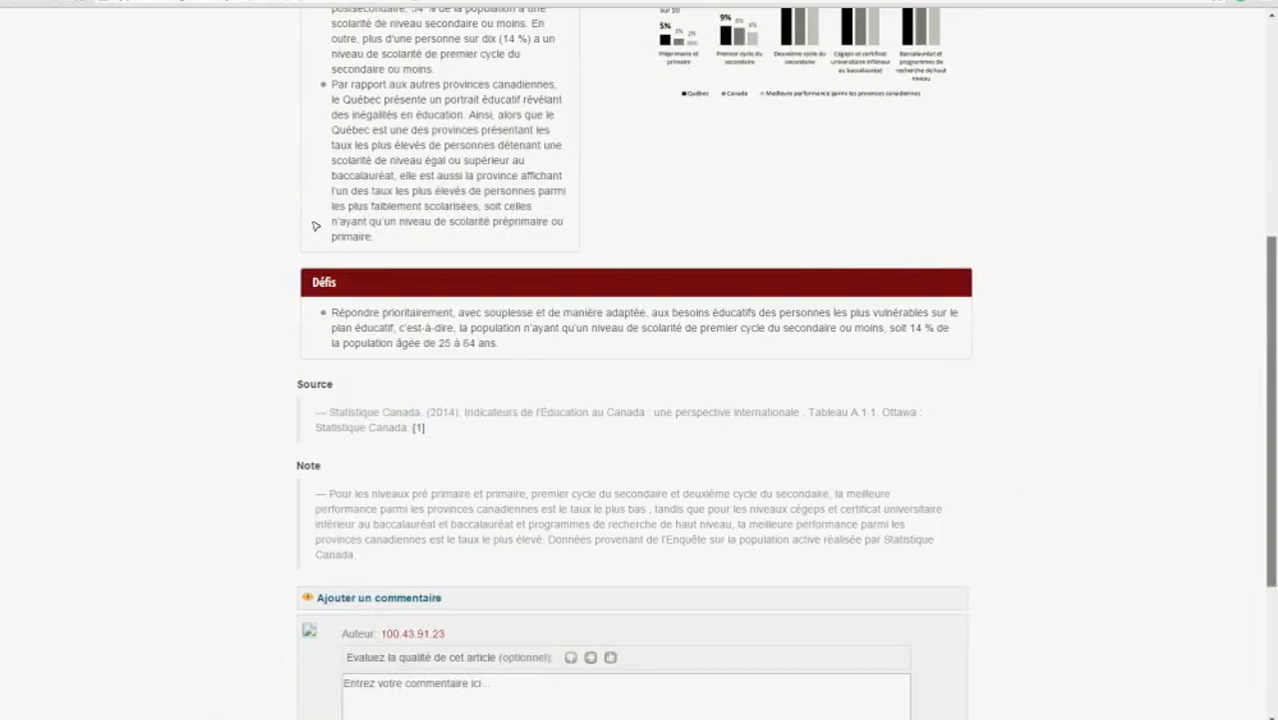 postsecondaire, 34 % de la population a une
scolarité de niveau secondaire ou moins. En
outre, plus d'une personne sur dix (14 %) a un
niveau de scolarité de premier cycle du
secondaire ou moins.
Par rapport aux autres provinces canadiennes,
le Québec présente un portrait éducatif révélant
des inégalités en éducation. Ainsi, alors que le
Québec est une des provinces présentant les
taux les plus élevés de personnes détenant une
scolarité de niveau égal ou supérieur au
baccalauréat, elle est aussi la province affichant
l'un des taux les plus élevés de personnes parmi
les plus faiblement scolarisées, soit celles
n'ayant qu'un niveau de scolarité préprimaire ou
primaire.
sur 20
5%
9%
Préprimaire et
primaire
Premier cycle du
secondaire
Deuxième cycle du
secondaire
Cégeps et certificat
universitaire inférieur
au baccalauréat
Baccalauréat et
programmes de
recherche de haut
niveau
Québec Canada Meilleure performance parmi les provinces canadiennes
Défis
Répondre prioritairement, avec souplesse et de manière adaptée, aux besoins éducatifs des personnes les plus vulnérables sur le
plan éducatif, c'est-à-dire, la population n'ayant qu'un niveau de scolarité de premier cycle du secondaire ou moins, soit 14 % de
la population âgée de 25 à 64 ans.
Source
— Statistique Canada. (2014). Indicateurs de l'Éducation au Canada : une perspective internationale . Tableau A.1.1. Ottawa :
Statistique Canada. [1]
Note
— Pour les niveaux pré primaire et primaire, premier cycle du secondaire et deuxième cycle du secondaire, la meilleure
performance parmi les provinces canadiennes est le taux le plus bas , tandis que pour les niveaux cégeps et certificat universitaire
inférieur au baccalauréat et baccalauréat et programmes de recherche de haut niveau, la meilleure performance parmi les
provinces canadiennes est le taux le plus élevé. Données provenant de l'Enquête sur la population active réalisée par Statistique
Canada.
Ajouter un commentaire
Auteur: 100.43.91.23
Evaluez la qualité de cet article (optionnel):
Entrez votre commentaire ici...